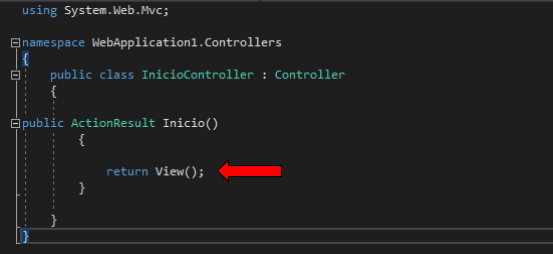 using System.Web.Mvc;
namespace WebApplication1.Controllers
{
public class InicioController : Controller
{
public ActionResult Inicio()
{
return View();
}
}
}